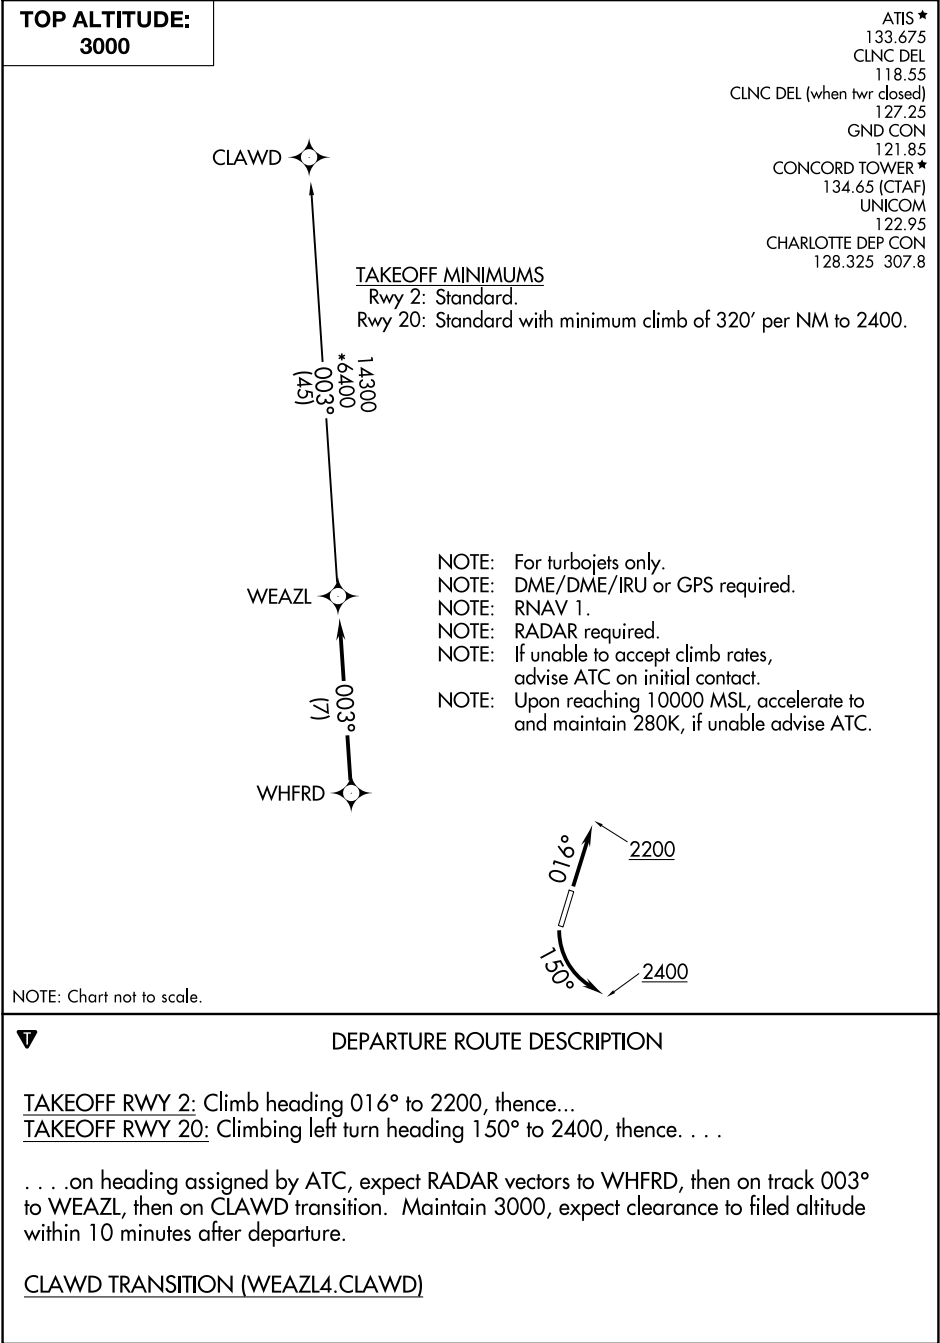 TOP ALTITUDE:
3000
ATIS ★
133.675
CLNC DEL
118.55
CLNC DEL (when twr closed)
127.25
GND CON
121.85
CONCORD TOWER ★
134.65 (CTAF)
UNICOM
122.95
CHARLOTTE DEP CON
128.325 307.8
CLAWD
TAKEOFF MINIMUMS
Rwy 2: Standard.
Rwy 20: Standard with minimum climb of 320′ per NM to 2400.
14300
*6400
003°
(45)
WEAZL
NOTE: For turbojets only.
NOTE: DME/DME/IRU or GPS required.
NOTE: RNAV 1.
NOTE: RADAR required.
NOTE: If unable to accept climb rates,
advise ATC on initial contact.
NOTE: Upon reaching 10000 MSL, accelerate to
and maintain 280K, if unable advise ATC.
003°
(7)
WHFRD
016°
2200
150°
2400
NOTE: Chart not to scale.
T
DEPARTURE ROUTE DESCRIPTION
TAKEOFF RWY 2: Climb heading 016° to 2200, thence...
TAKEOFF RWY 20: Climbing left turn heading 150° to 2400, thence. . . .
. . . .on heading assigned by ATC, expect RADAR vectors to WHFRD, then on track 003°
to WEAZL, then on CLAWD transition. Maintain 3000, expect clearance to filed altitude
within 10 minutes after departure.
CLAWD TRANSITION (WEAZL4.CLAWD)